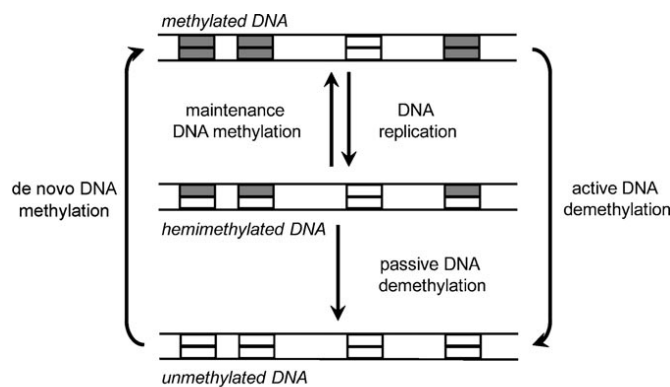 methylated DNA
maintenance
DNA methylation
DNA
replication
de novo DNA
methylation
active DNA
demethylation
hemimethylated DNA
passive DNA
demethylation
unmethylated DNA